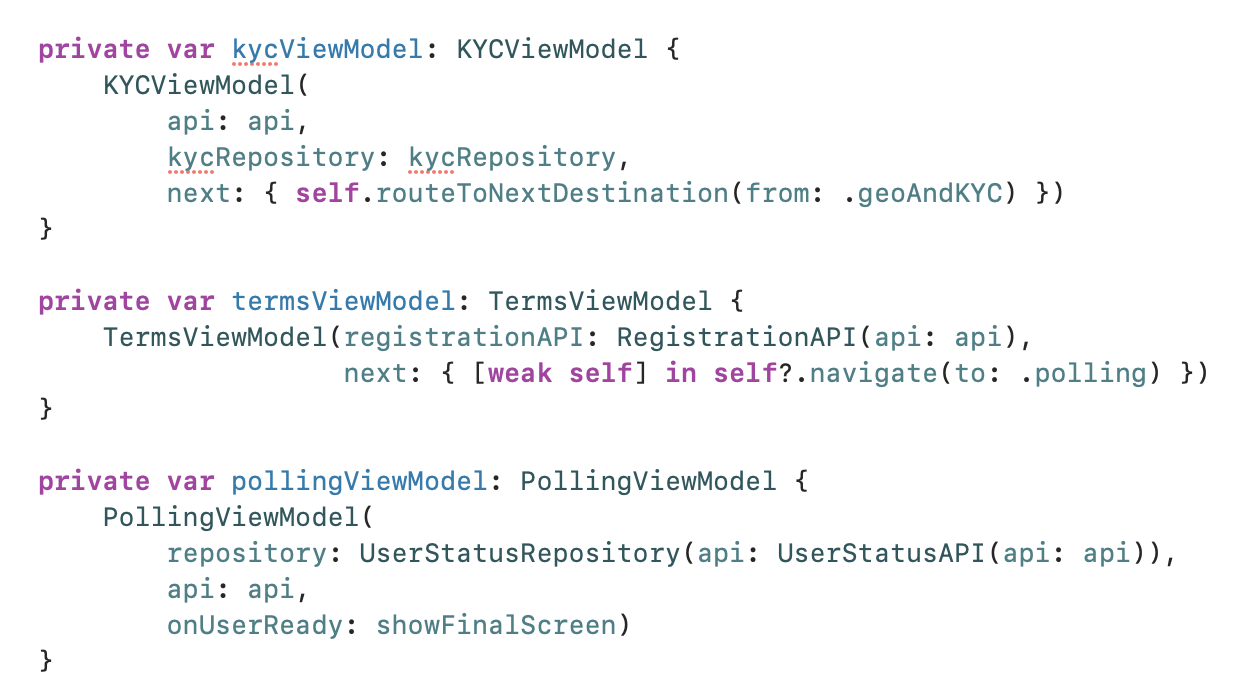 private var kycViewModel: KYCViewModel {
    KYCViewModel(
        api: api,
        kycRepository: kycRepository,
        next: { self.routeToNextDestination(from: .geoAndKYC) })
}

private var termsViewModel: TermsViewModel {
    TermsViewModel(registrationAPI: RegistrationAPI(api: api),
                   next: { [weak self] in self?.navigate(to: .polling) })
}

private var pollingViewModel: PollingViewModel {
    PollingViewModel(
        repository: UserStatusRepository(api: UserStatusAPI(api: api)),
        api: api,
        onUserReady: showFinalScreen)
}